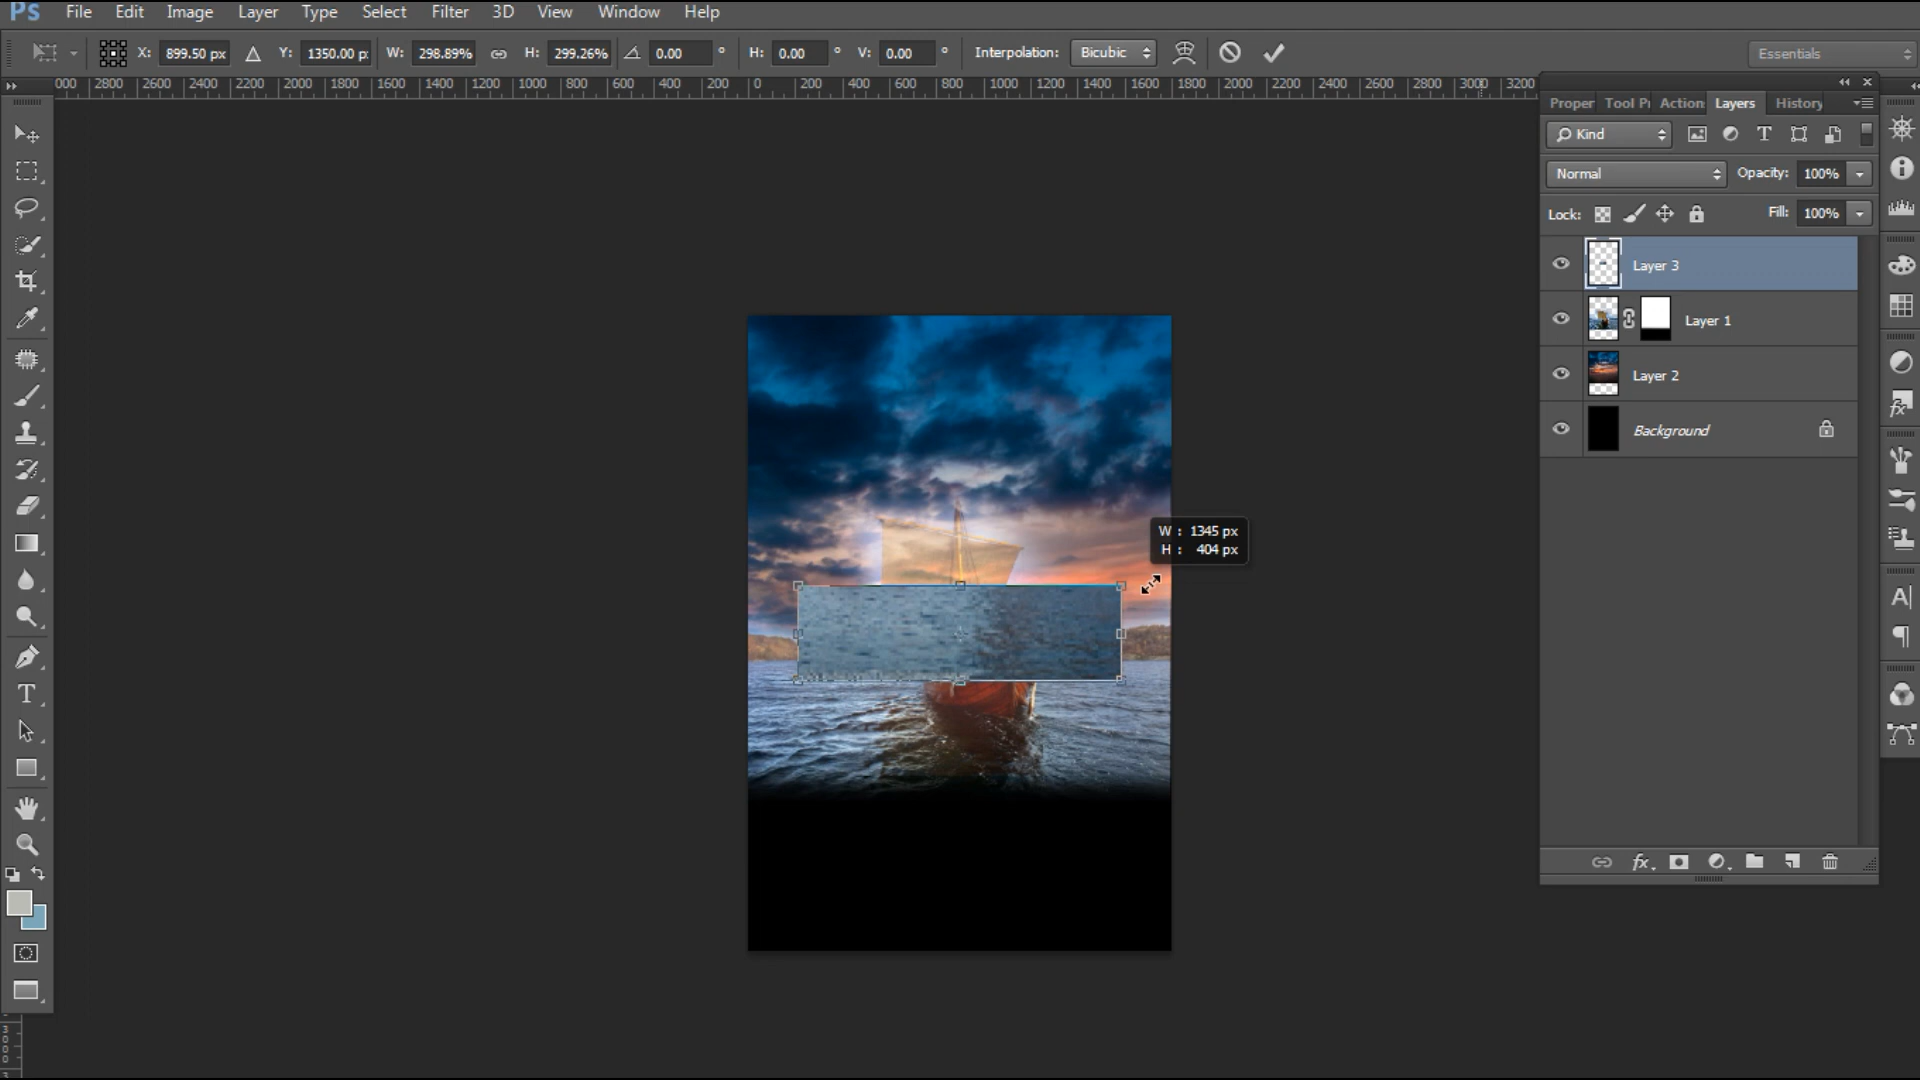 Ps File Edit Image Layer Type Select Filter 3D View Window Help
X: 899.50 px Y: 1350.00 p W: 298.89% H: 299.26% 0.00 ° H: 0.00 ° V: 0.00 ° Interpolation: Bicubic Essentials
000 2800 2600 2400 2200 2000 1800 1600 1400 1200 1000 800 600 400 200 0 200 400 600 800 1000 1200 1400 1600 1800 2000 2200 2400 2600 2800 3000 3200
Proper Tool Pr Action Layers History
Kind
Normal Opacity: 100%
Lock: Fill: 100%
Layer 3
Layer 1
Layer 2
Background
W : 1345 px
H : 404 px